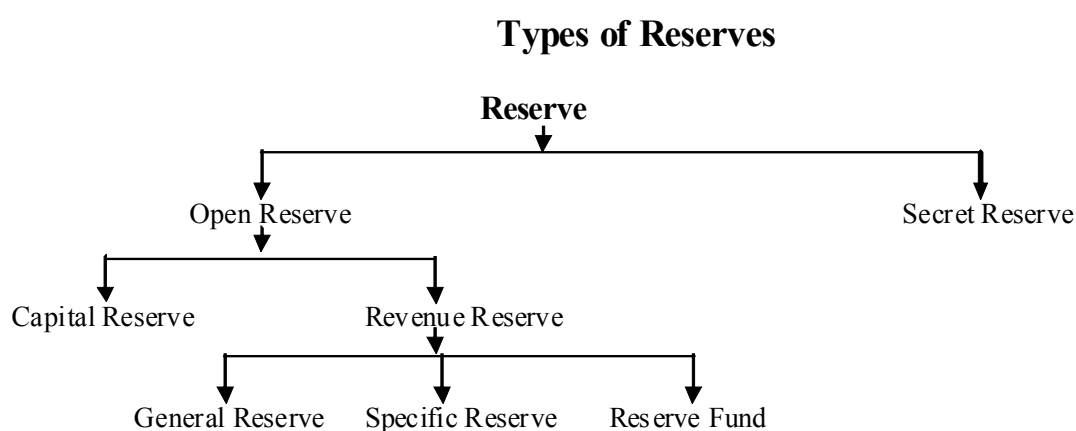 Types of Reserves
Reserve
Open Reserve Secret Reserve
Capital Reserve Revenue Reserve
General Reserve Specific Reserve Reserve Fund